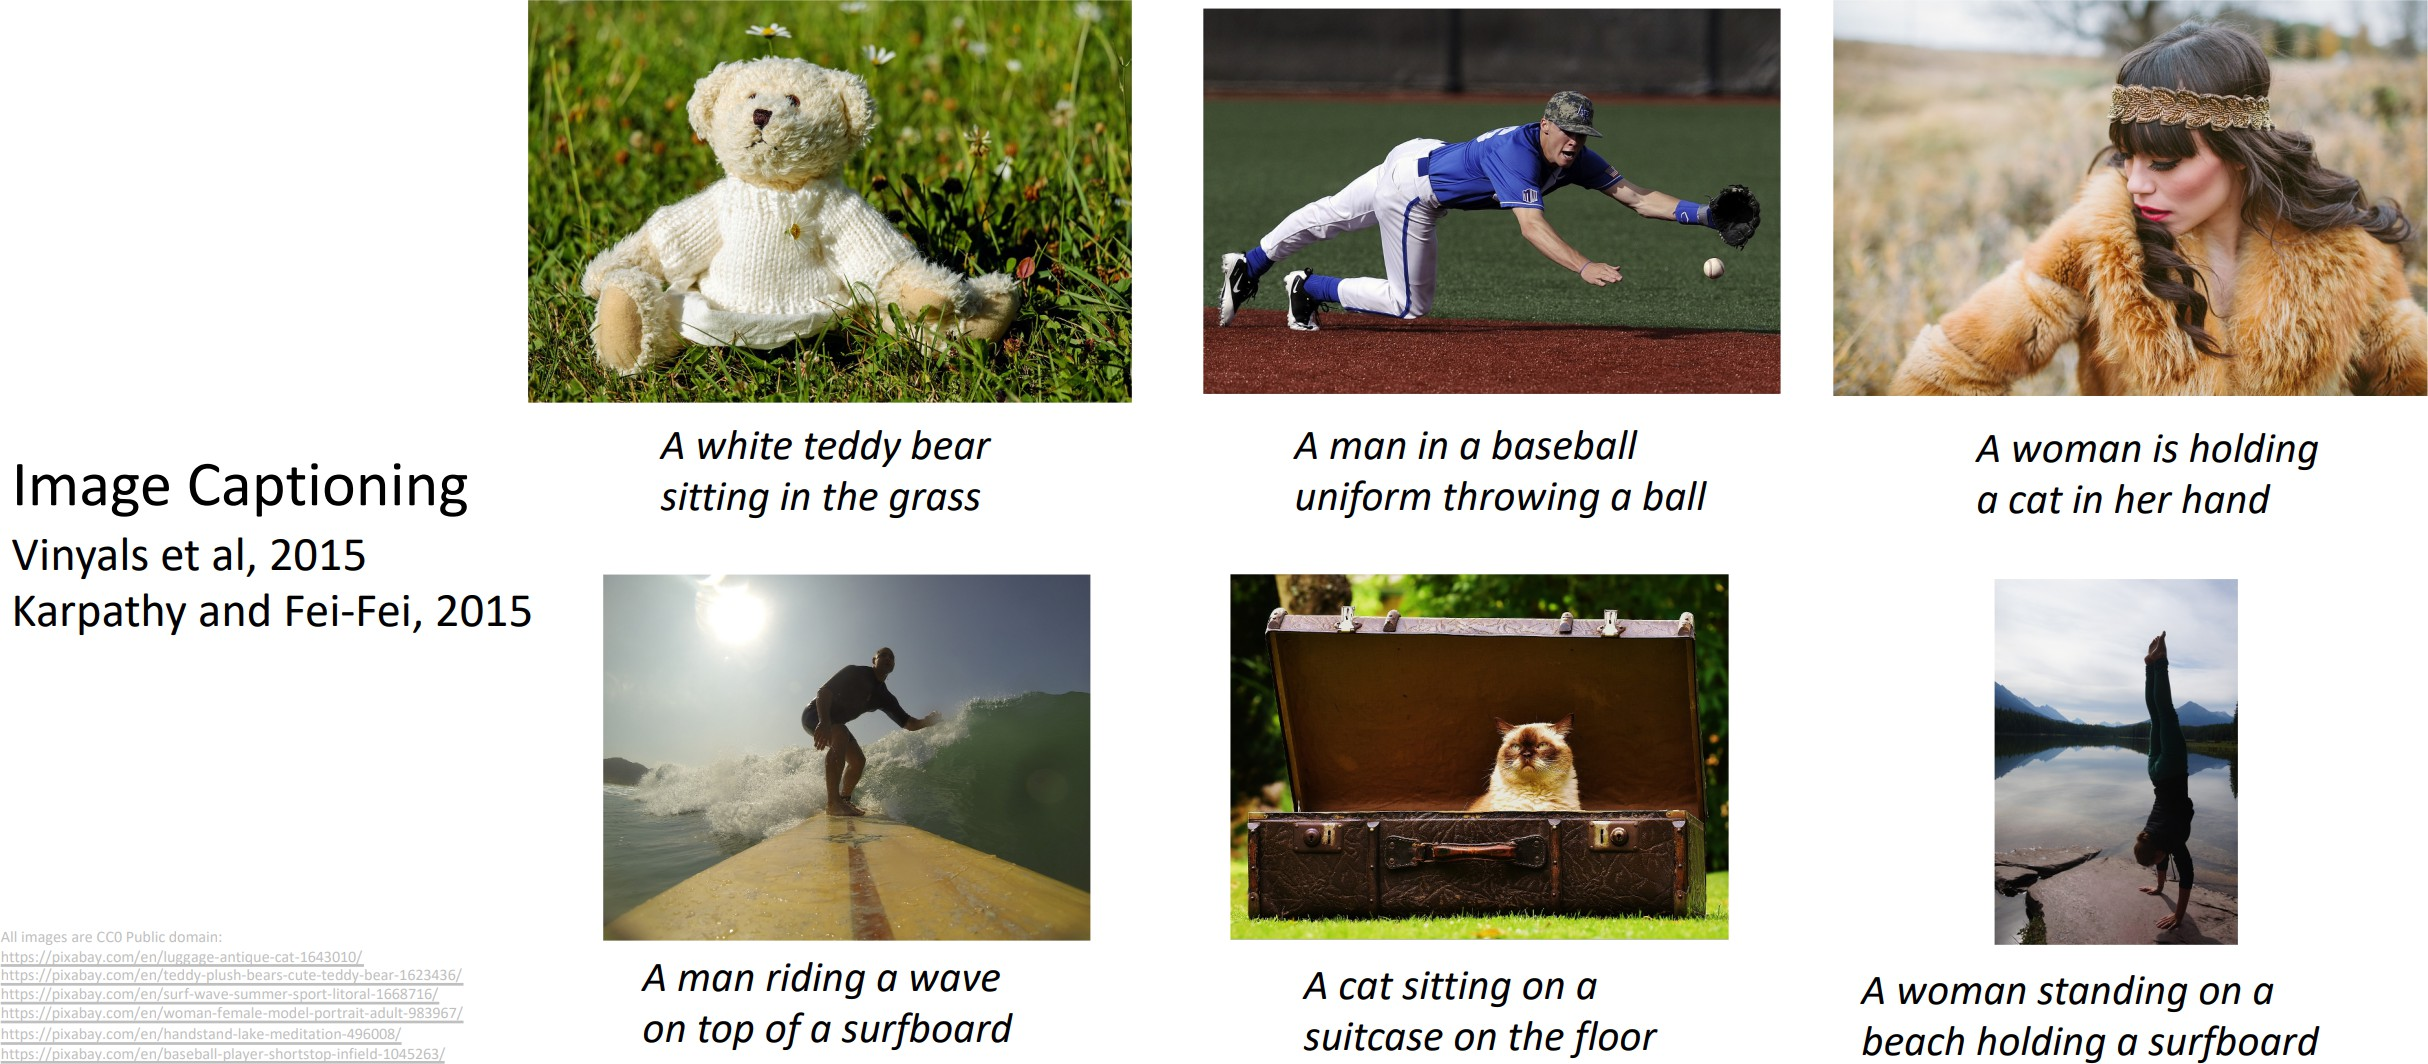 Image Captioning
Vinyals et al, 2015
Karpathy and Fei-Fei, 2015
A white teddy bear
sitting in the grass
A man in a baseball
uniform throwing a ball
A woman is holding
a cat in her hand
A man riding a wave
on top of a surfboard
A cat sitting on a
suitcase on the floor
A woman standing on a
beach holding a surfboard
All images are CC0 Public domain:
https://pixabay.com/en/luggage-antique-cat-1643010/
https://pixabay.com/en/teddy-plush-bears-cute-teddy-bear-1623436/
https://pixabay.com/en/surf-wave-summer-sport-litoral-1668716/
https://pixabay.com/en/woman-female-model-portrait-adult-983967/
https://pixabay.com/en/handstand-lake-meditation-496008/
https://pixabay.com/en/baseball-player-shortstop-infield-1045263/